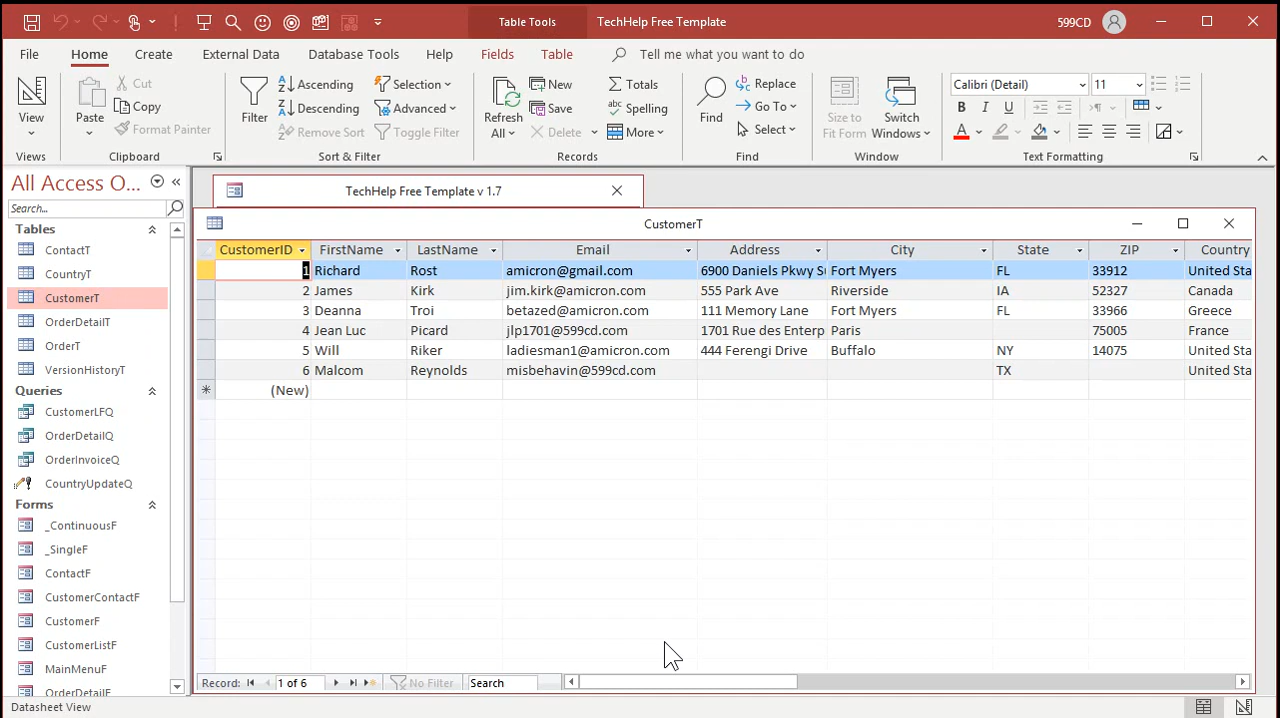 Table Tools
TechHelp Free Template
599CD
File
Home
Create
External Data
Database Tools
Help
Fields
Table
Tell me what you want to do
View
Views
Paste
Cut
Copy
Format Painter
Clipboard
Filter
Ascending
Descending
Remove Sort
Selection
Advanced
Toggle Filter
Sort & Filter
Refresh
All
New
Save
Delete
Totals
Spelling
More
Records
Find
Replace
Go To
Select
Find
Size to
Fit Form
Switch
Windows
Window
Calibri (Detail)
11
B I U
A
Text Formatting
All Access O...
Search...
Tables
ContactT
CountryT
CustomerT
OrderDetailT
OrderT
VersionHistoryT
Queries
CustomerLFQ
OrderDetailQ
OrderInvoiceQ
CountryUpdateQ
Forms
_ContinuousF
_SingleF
ContactF
CustomerContactF
CustomerF
CustomerListF
MainMenuF
OrderDetailF
TechHelp Free Template v 1.7
CustomerT
CustomerID FirstName LastName Email Address City State ZIP Country
1 Richard Rost amicron@gmail.com 6900 Daniels Pkwy Su Fort Myers FL 33912 United Sta
2 James Kirk jim.kirk@amicron.com 555 Park Ave Riverside IA 52327 Canada
3 Deanna Troi betazed@amicron.com 111 Memory Lane Fort Myers FL 33966 Greece
4 Jean Luc Picard jlp1701@599cd.com 1701 Rue des Enterp Paris 75005 France
5 Will Riker ladiesman1@amicron.com 444 Ferengi Drive Buffalo NY 14075 United Sta
6 Malcom Reynolds misbehavin@599cd.com TX United Sta
(New)
Record: 1 of 6 No Filter Search
Datasheet View